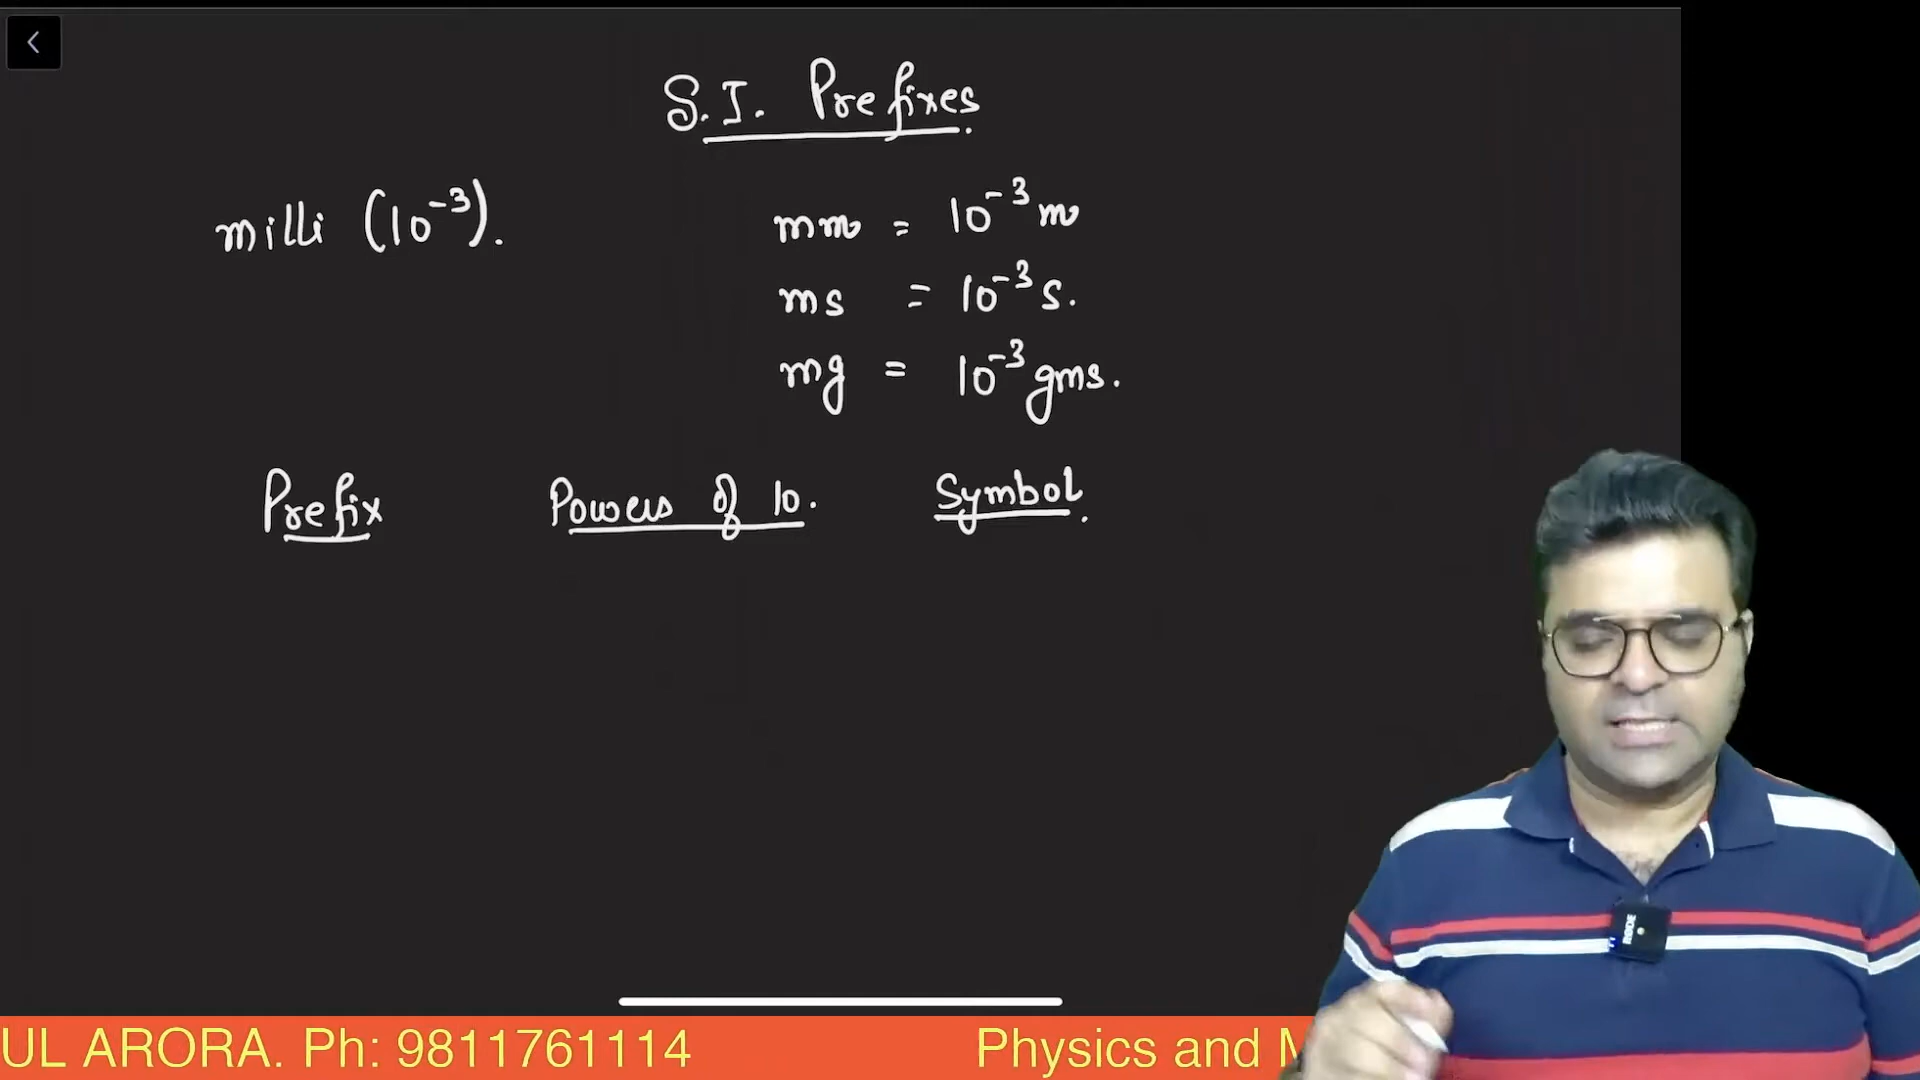 S.I. Prefixes.
milli (10⁻³).
mm = 10⁻³ m
ms = 10⁻³ s.
mg = 10⁻³ gms.
Prefix Powers of 10. Symbol.
RØDE
UL ARORA. Ph: 9811761114 Physics and M